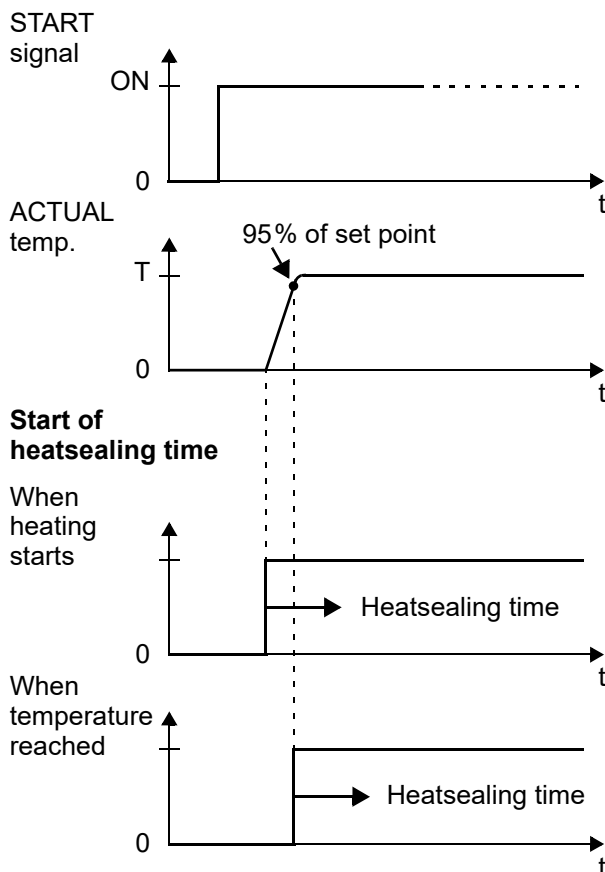 START
signal
ON
0
t
ACTUAL
temp.
95% of set point
T
0
t
Start of
heatsealing time
When
heating
starts
Heatsealing time
0
t
When
temperature
reached
Heatsealing time
0
t